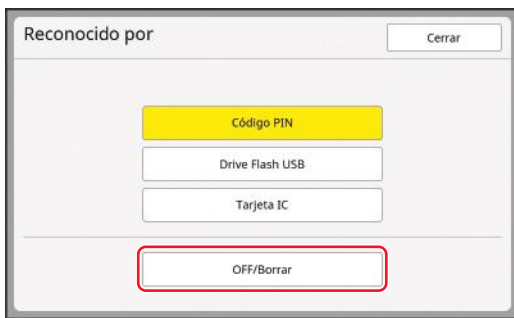 Reconocido por
Cerrar
Código PIN
Drive Flash USB
Tarjeta IC
OFF/Borrar